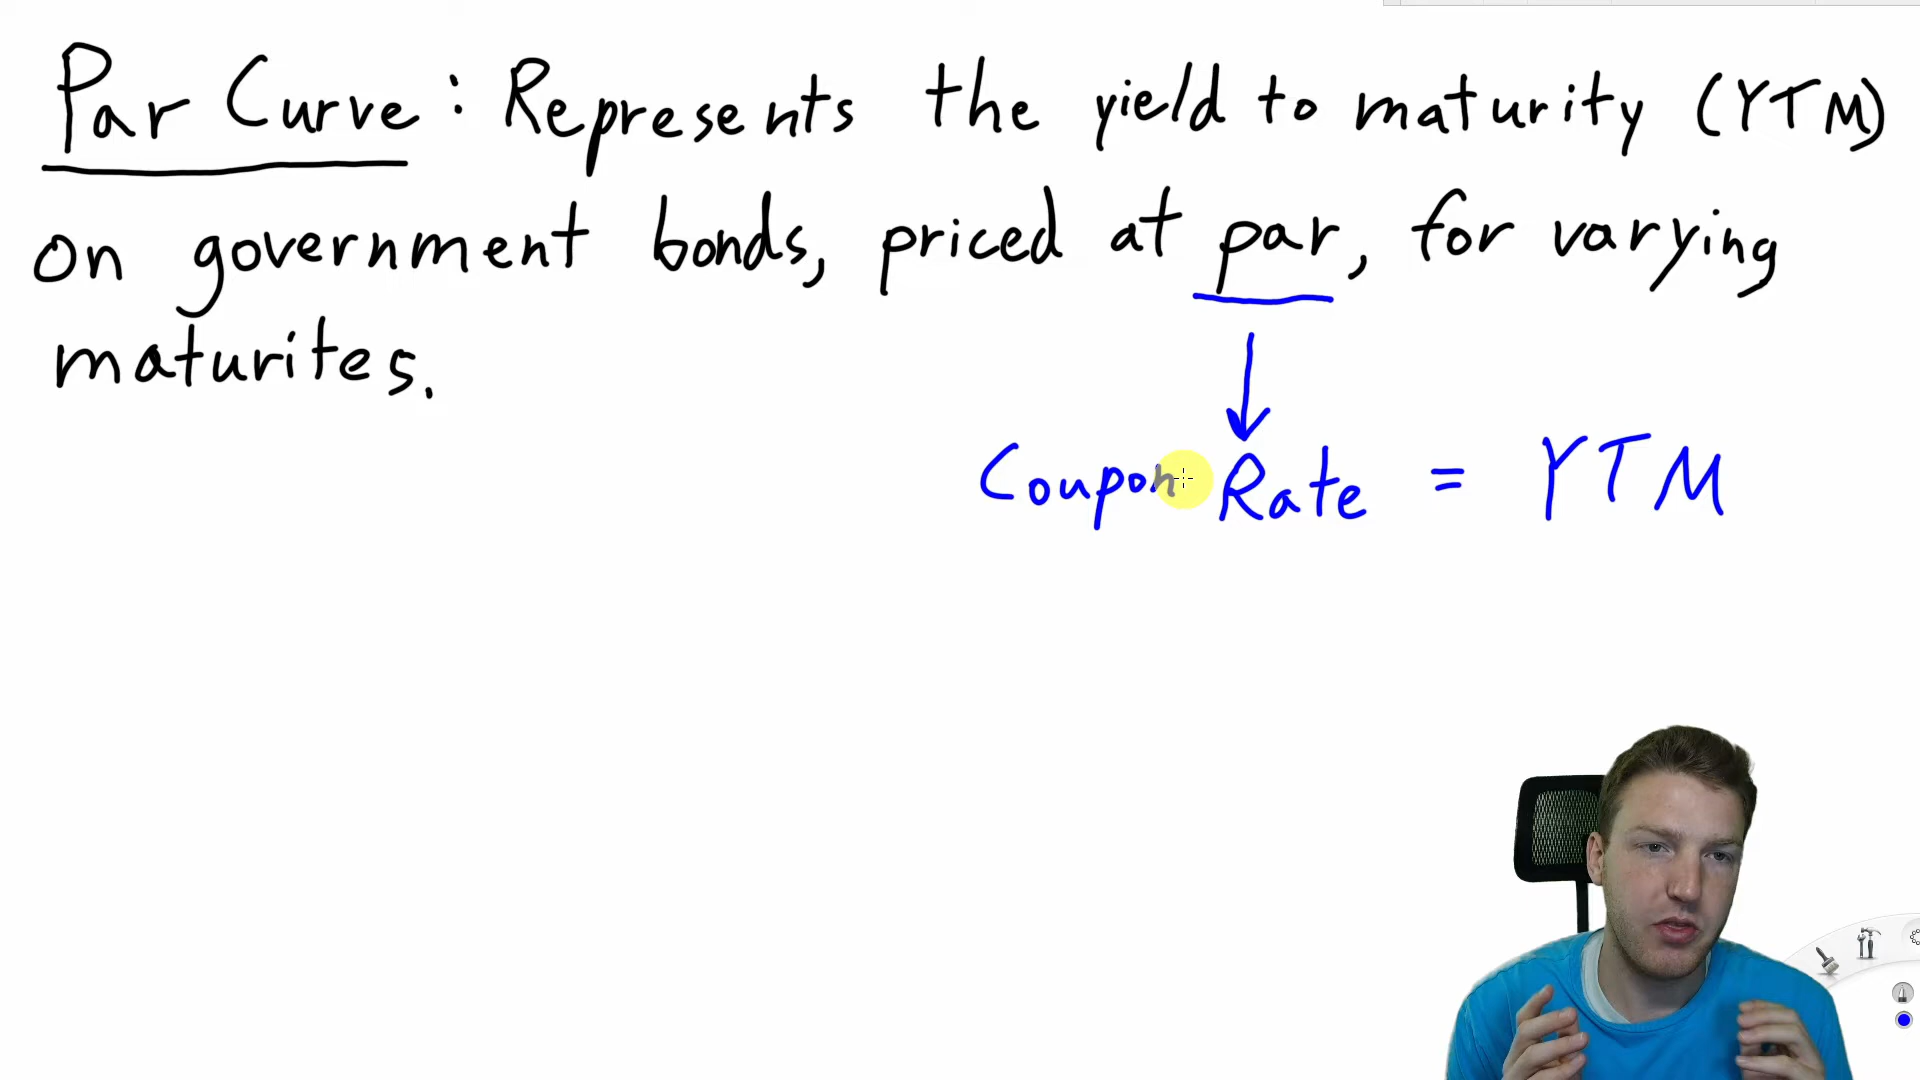 Par Curve: Represents the yield to maturity (YTM)
on government bonds, priced at par, for varying
maturites.
Coupon Rate = YTM